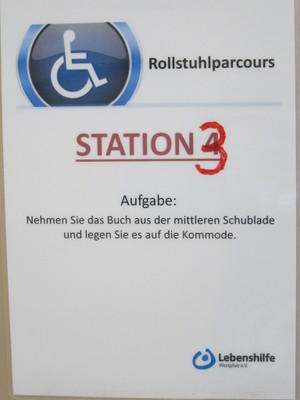 Rollstuhlparcours
STATION 4 3
Aufgabe:
Nehmen Sie das Buch aus der mittleren Schublade
und legen Sie es auf die Kommode.
Lebenshilfe
Westpfalz e.V.